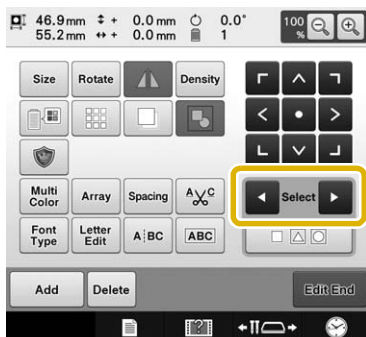 46.9mm + 0.0mm 0.0°
55.2mm + 0.0mm 1
100 %
Size Rotate Density
Multi Color Array Spacing A C
Select
Font Type Letter Edit A BC ABC
Add Delete Edit End
?